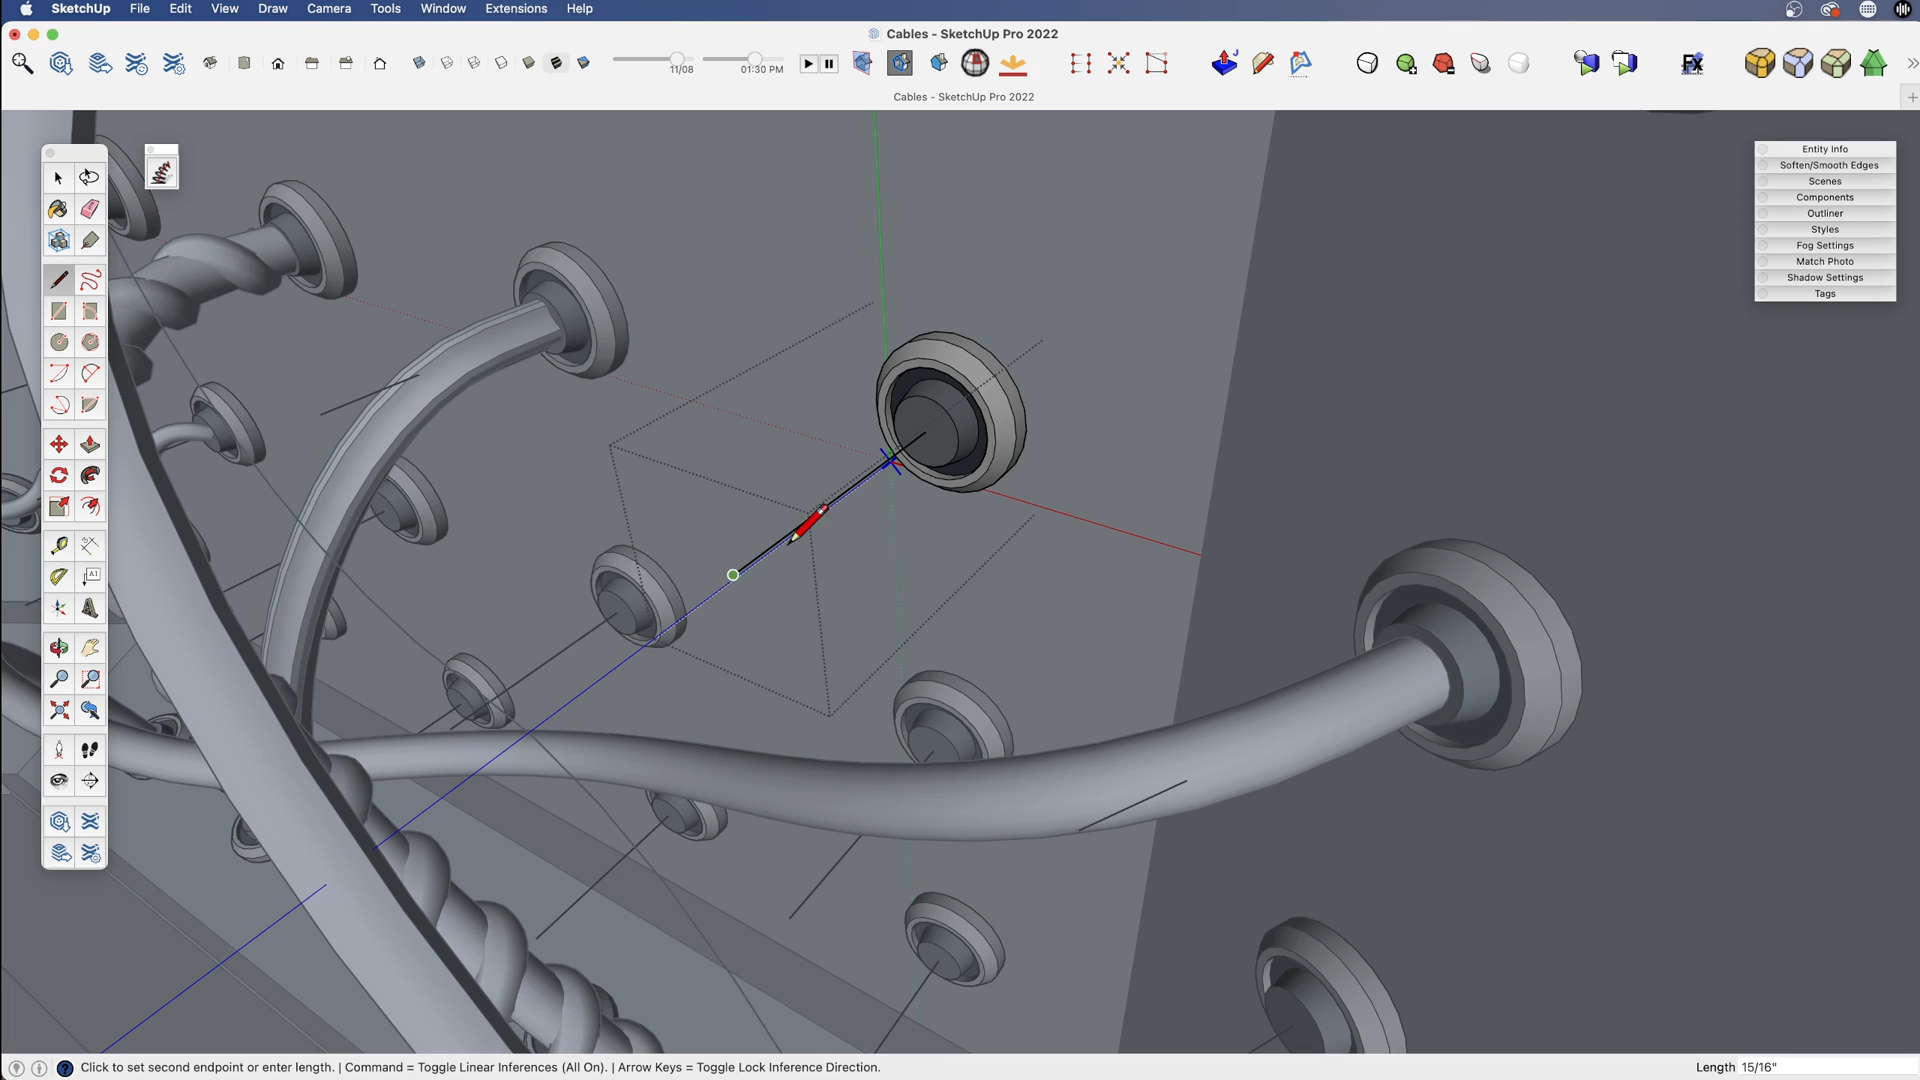 SketchUp File Edit View Draw Camera Tools Window Extensions Help
Cables - SketchUp Pro 2022
11/08
01:30 PM
J
FX
Cables - SketchUp Pro 2022
Entity Info
Soften/Smooth Edges
Scenes
Components
Outliner
Styles
Fog Settings
Match Photo
Shadow Settings
Tags
A1
Click to set second endpoint or enter length. | Command = Toggle Linear Inferences (All On). | Arrow Keys = Toggle Lock Inference Direction.
Length 15/16"